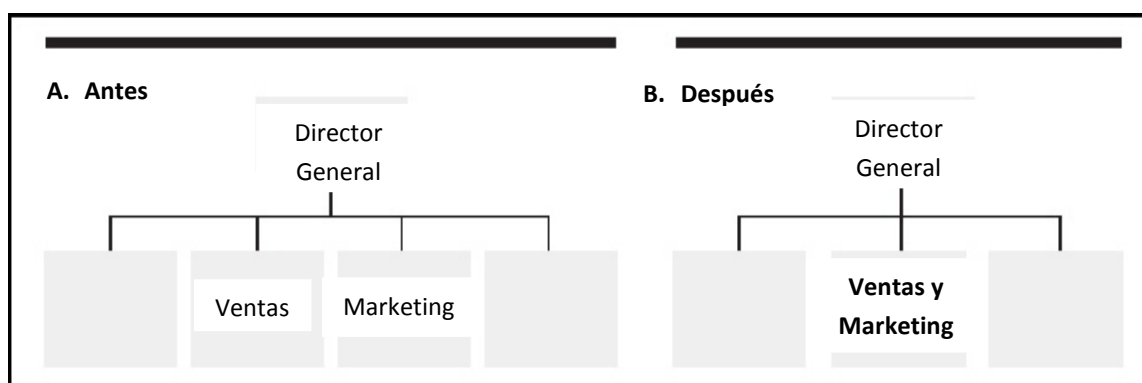 A. Antes
Director
General
Ventas
Marketing
B. Después
Director
General
Ventas y
Marketing